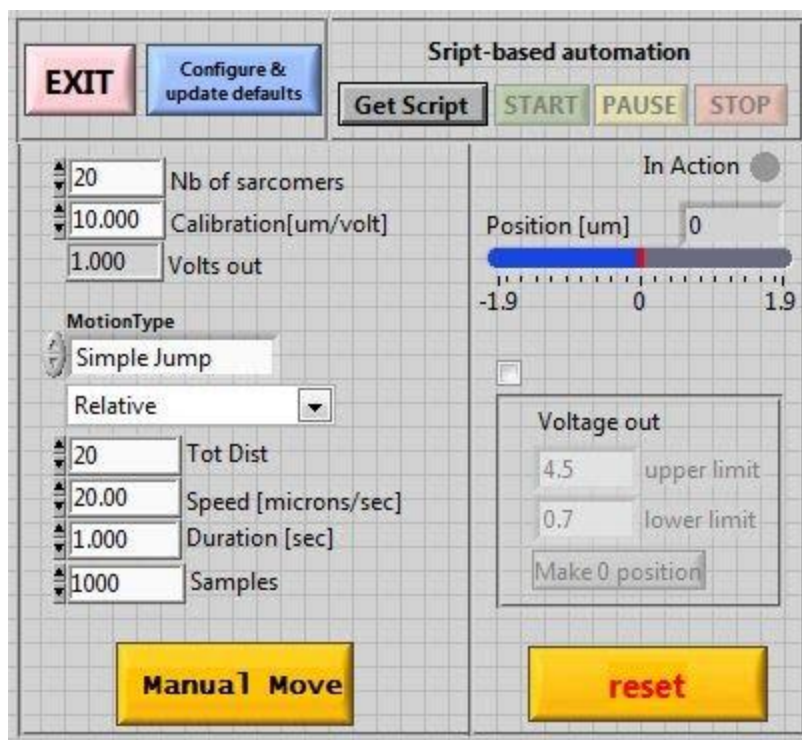 EXIT
Configure &
update defaults
Sript-based automation
Get Script
START
PAUSE
STOP
20
Nb of sarcomers
10.000
Calibration[um/volt]
1.000
Volts out
MotionType
Simple Jump
Relative
20
Tot Dist
20.00
Speed [microns/sec]
1.000
Duration [sec]
1000
Samples
Manual Move
In Action
Position [um]
0
-1.9
0
1.9
Voltage out
4.5
upper limit
0.7
lower limit
Make 0 position
reset